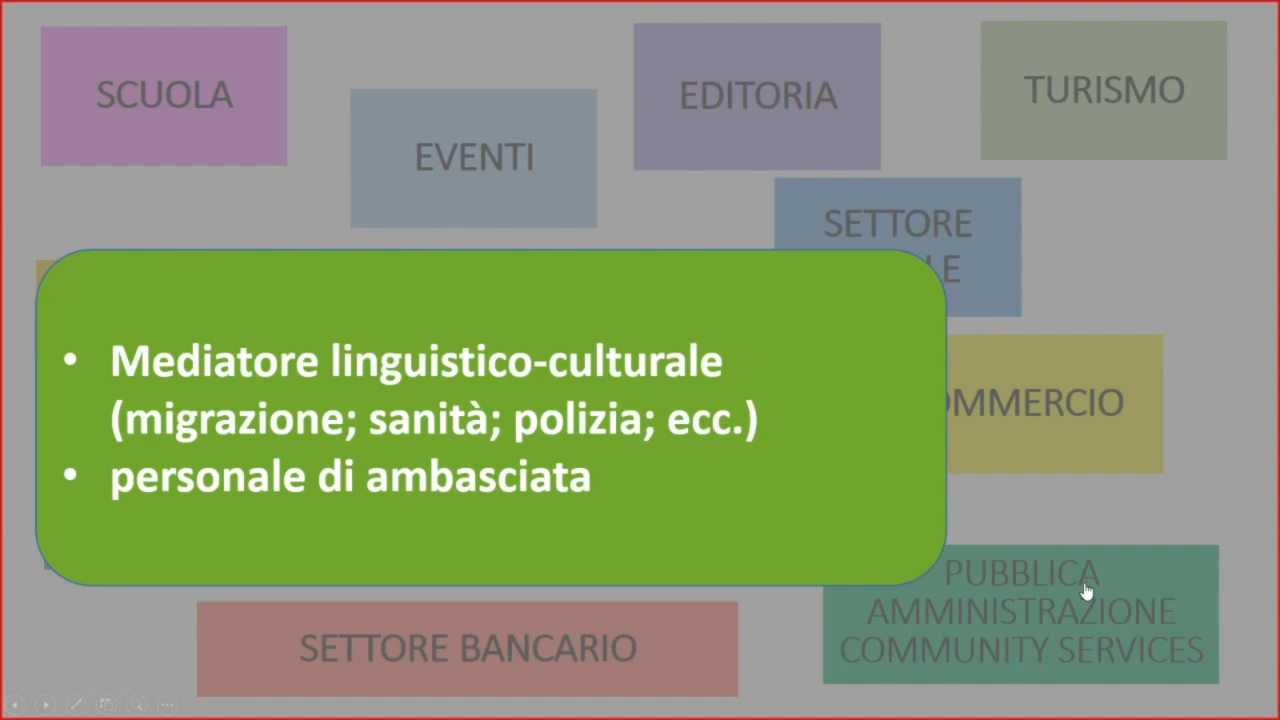 SCUOLA
EVENTI
EDITORIA
TURISMO
SETTORE
• Mediatore linguistico-culturale
(migrazione; sanità; polizia; ecc.)
• personale di ambasciata
OMMERCIO
SETTORE BANCARIO
PUBBLICA
AMMINISTRAZIONE
COMMUNITY SERVICES